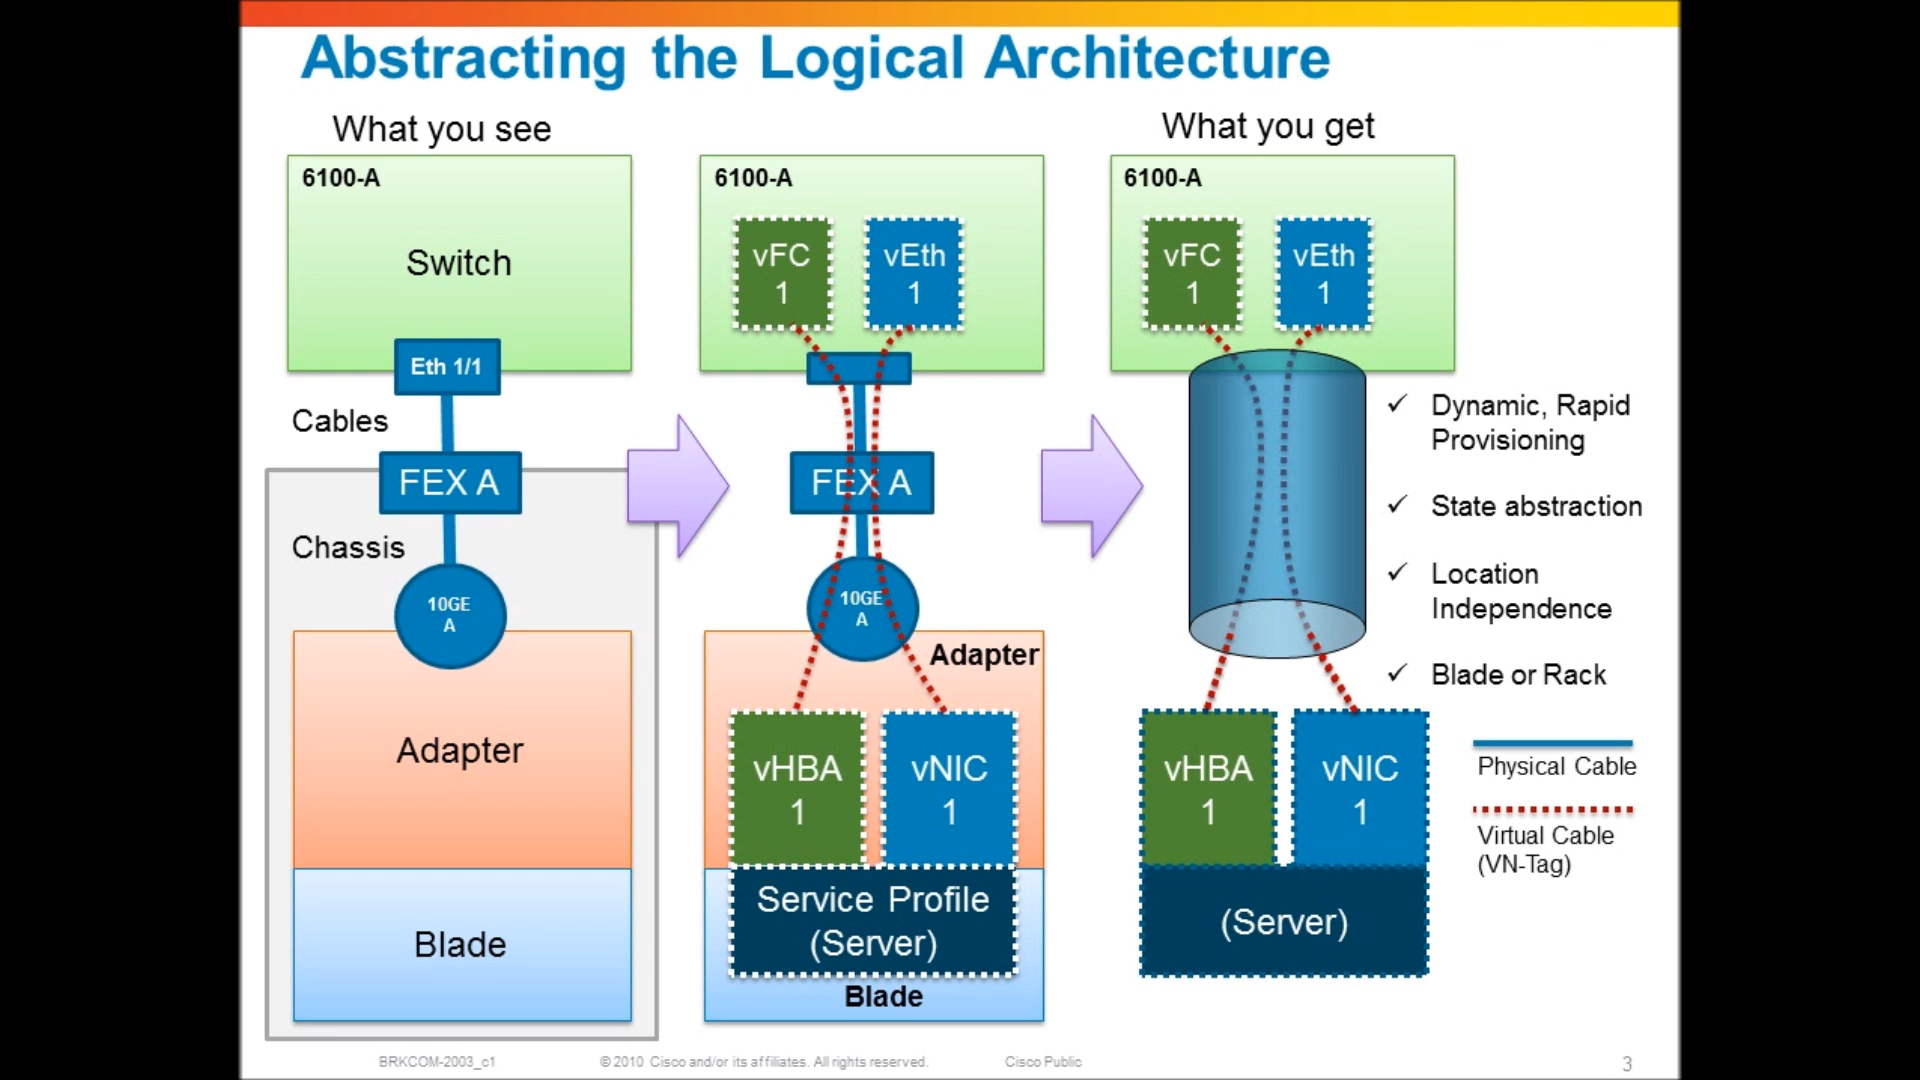 Abstracting the Logical Architecture
What you see
6100-A
Switch
Eth 1/1
Cables
FEX A
Chassis
10GE
A
Adapter
Blade
6100-A
vFC
1
vEth
1
FEX A
10GE
A
Adapter
vHBA
1
vNIC
1
Service Profile
(Server)
Blade
What you get
6100-A
vFC
1
vEth
1
vHBA
1
vNIC
1
(Server)
✓ Dynamic, Rapid
Provisioning
✓ State abstraction
✓ Location
Independence
✓ Blade or Rack
Physical Cable
Virtual Cable
(VN-Tag)
BRKCOM-2003_c1
© 2010 Cisco and/or its affiliates. All rights reserved.
Cisco Public
3